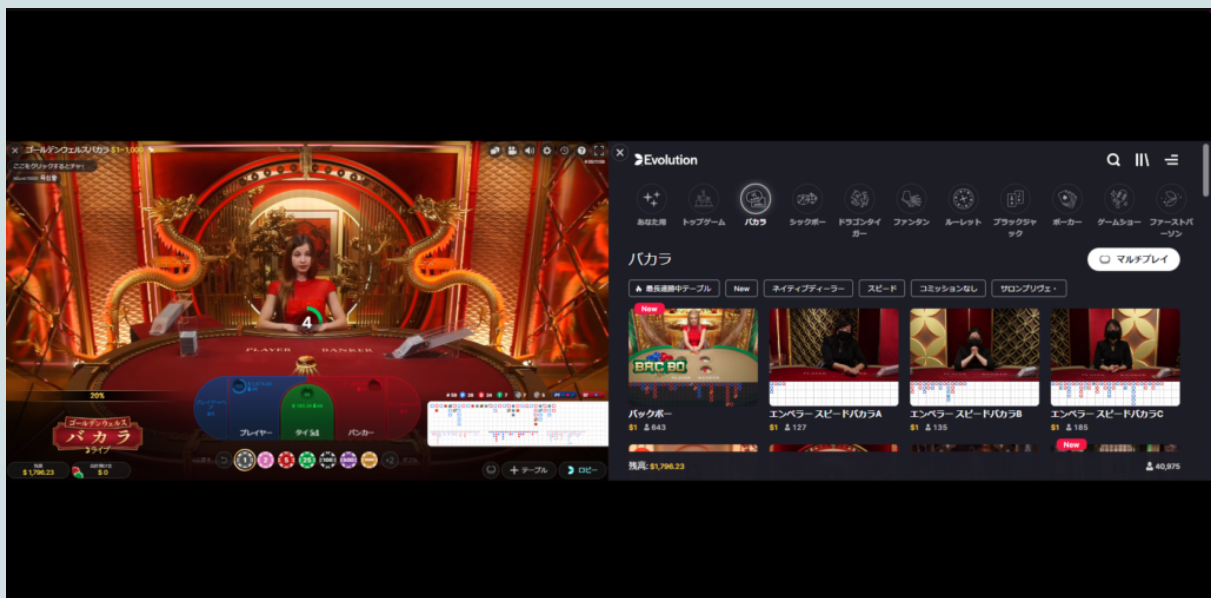 ゴールデンウェルスバカラ $1-1,000
ここをクリックするとチャ!
4
PLAYER BANKER
20%
ゴールデンウェルス
バカラ
ライブ
プレイヤー
タイ
バンカー
1 2 5 25 100 500
×2
残高
$1,796.23
$0
テーブル
ロビー
Evolution
あなた用
トップゲーム
バカラ
シックボー
ドラゴンタイ
ガー
ファンタン
ルーレット
ブラックジャ
ック
ポーカー
ゲームショー
ファーストパ
ーソン
バカラ
マルチプレイ
最長連勝中テーブル
New
ネイティブディーラー
スピード
コミッションなし
サロンプリヴェ・
New
BAC BO
バックボー
$1 643
エンペラー スピードバカラA
$1 127
エンペラー スピードバカラB
$1 135
エンペラー スピードバカラC
$1 185
New
残高: $1,796.23
40,975